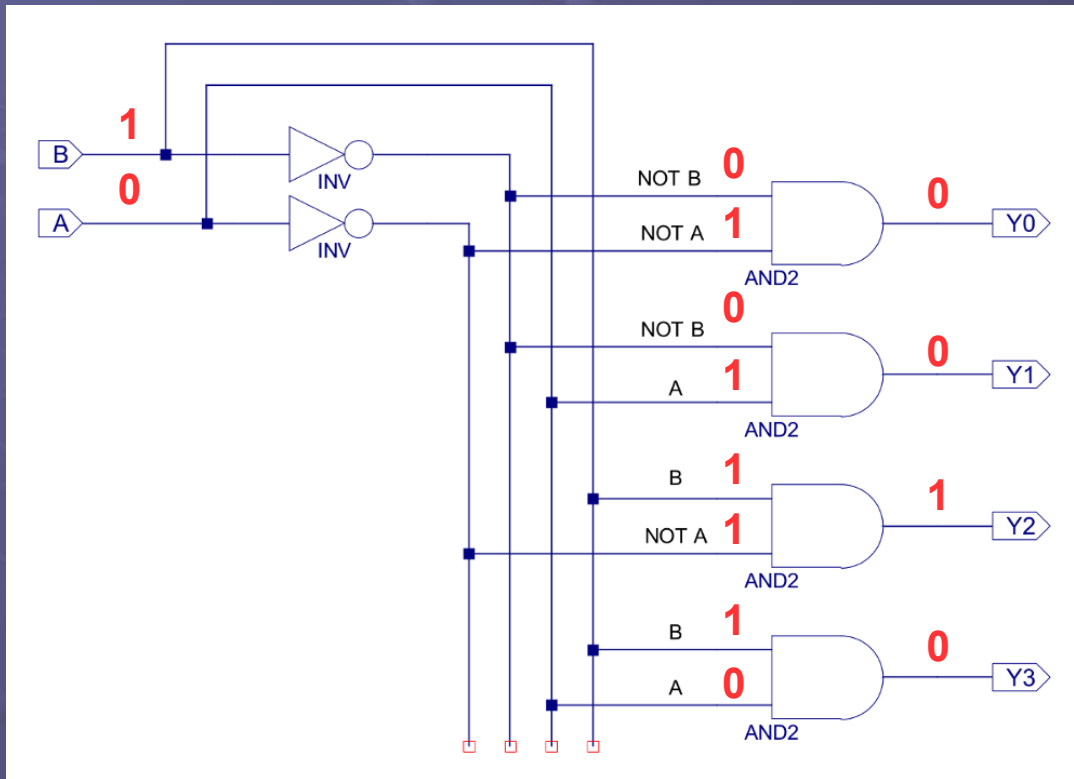 1
B
INV
0
A
INV
NOT B 0
NOT A 1
0
Y0
AND2
0
NOT B
A 1
0
Y1
AND2
B 1
NOT A 1
1
Y2
AND2
B 1
A 0
0
Y3
AND2